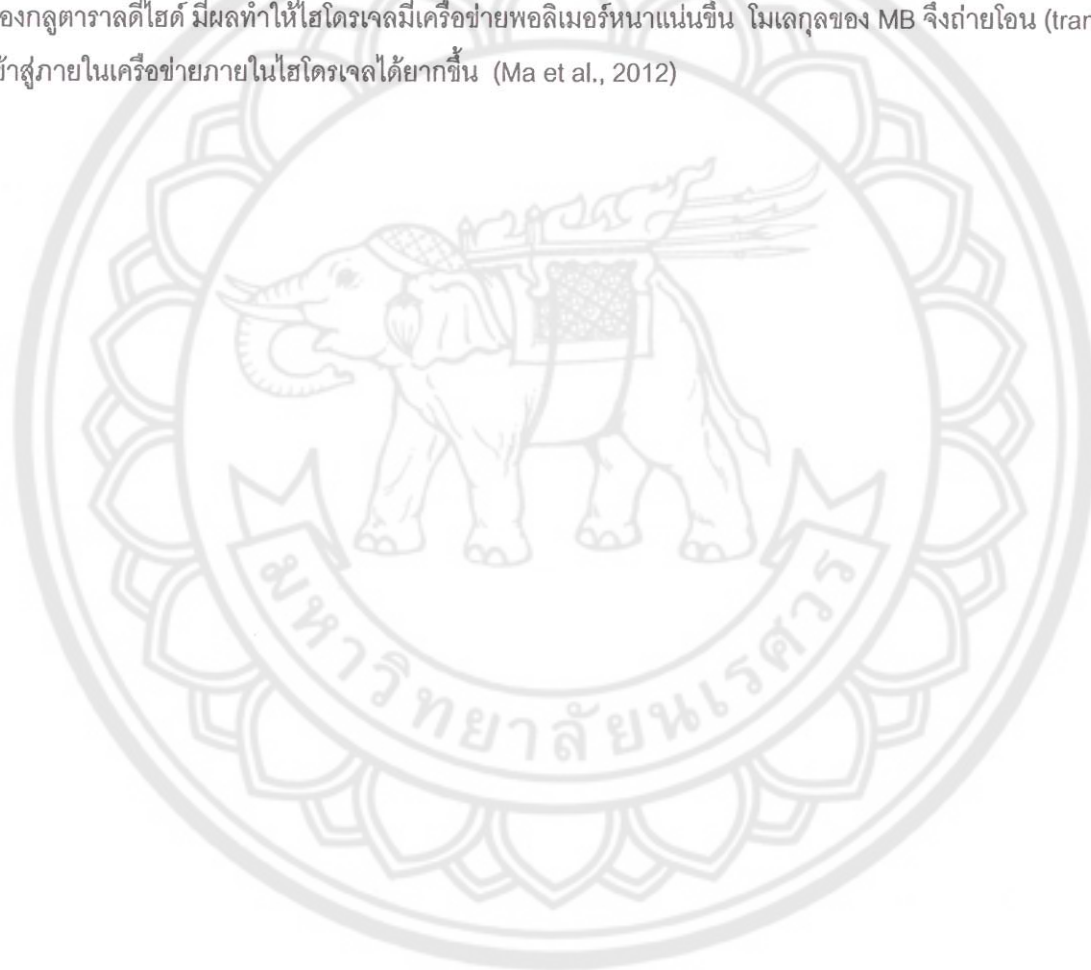 องกลูตาราลดีไฮด์ มีผลทำให้ไฮโดรเจลมีเครือข่ายพอลิเมอร์หนาแน่นขึ้น โมเลกุลของ MB จึงถ่ายโอน (tran
ข้าสู่ภายในเครือข่ายภายในไฮโดรเจลได้ยากขึ้น (Ma et al., 2012)
มหาวิทยาลัยนเรศวร